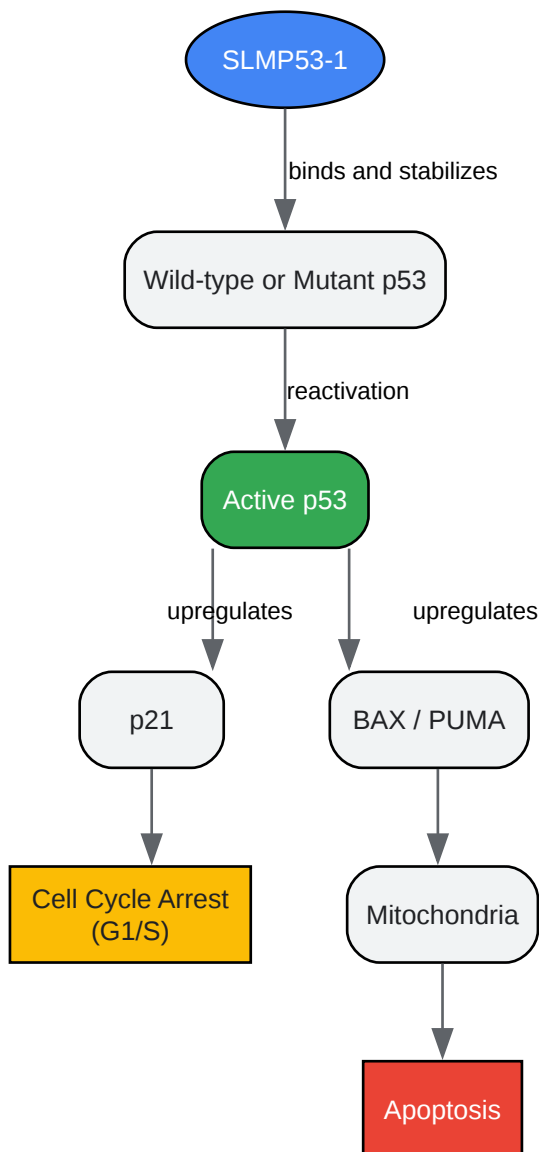 SLMP53-1
binds and stabilizes
Wild-type or Mutant p53
reactivation
Active p53
upregulates
upregulates
p21
BAX / PUMA
Cell Cycle Arrest
(G1/S)
Mitochondria
Apoptosis